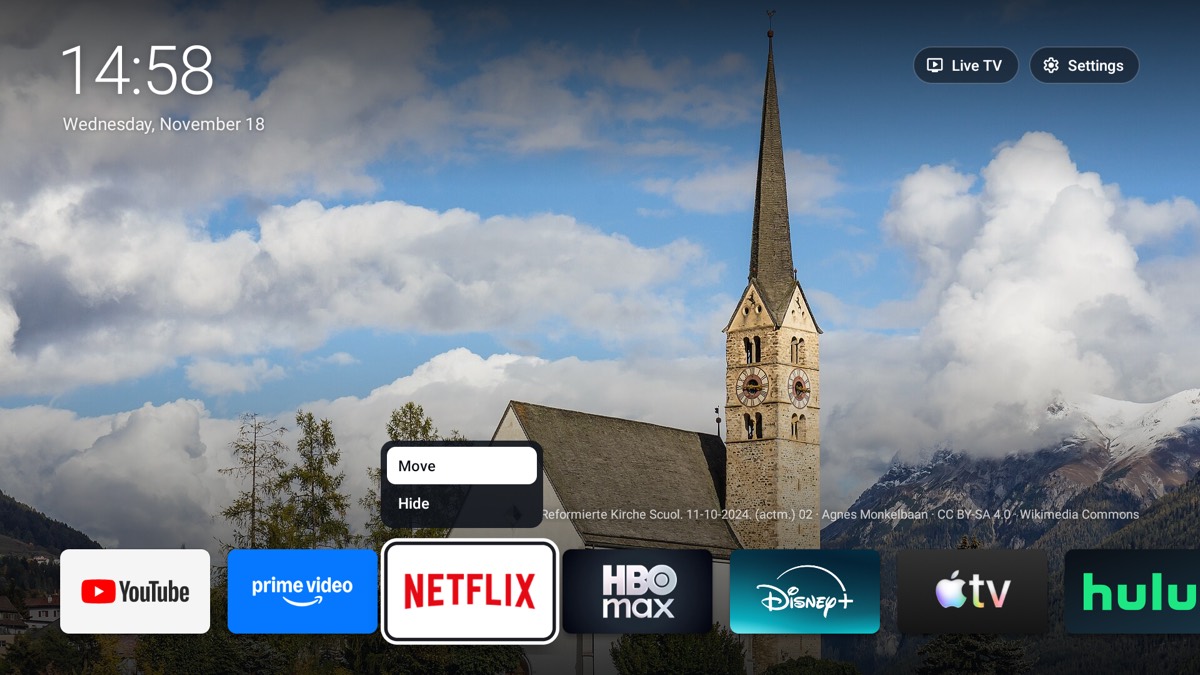 14:58
Wednesday, November 18
Live TV
Settings
Move
Hide
Reformierte Kirche Scuol. 11-10-2024. (actm.) 02 · Agnes Monkelbaan · CC BY-SA 4.0 · Wikimedia Commons
YouTube
prime video
NETFLIX
HBO
max
Disney+
tv
hulu